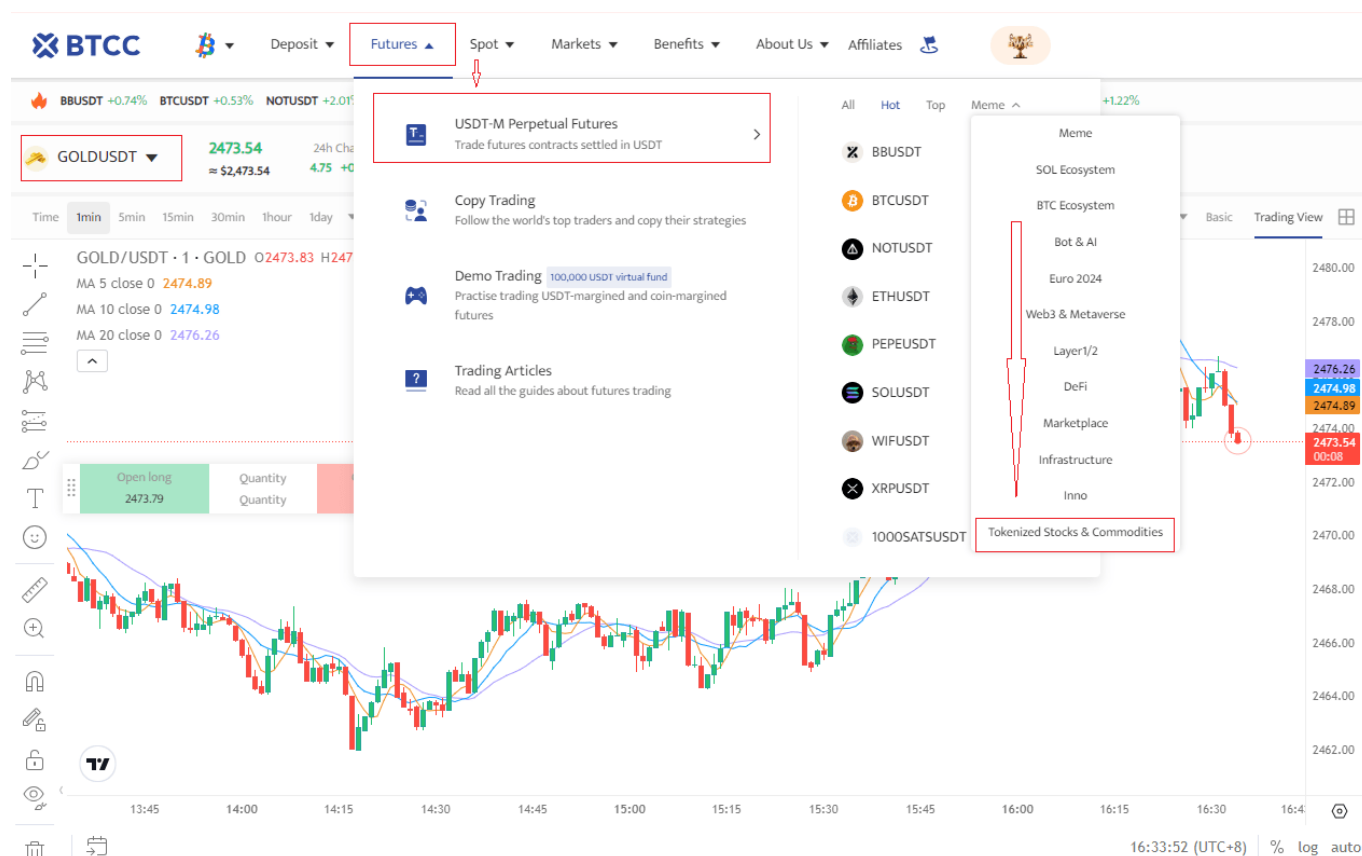 BTCC
Deposit
Futures
Spot
Markets
Benefits
About Us
Affiliates
BBUSDT +0.74% BTCUSDT +0.53% NOTUSDT +2.01%
+1.22%
GOLDUSDT
2473.54
≈ $2,473.54
24h Cha
4.75 +0
Time 1min 5min 15min 30min 1hour 1day
Basic Trading View
GOLD/USDT · 1 · GOLD O2473.83 H247
MA 5 close 0 2474.89
MA 10 close 0 2474.98
MA 20 close 0 2476.26
Open long
2473.79
Quantity
Quantity
USDT-M Perpetual Futures
Trade futures contracts settled in USDT
Copy Trading
Follow the world's top traders and copy their strategies
Demo Trading 100,000 USDT virtual fund
Practise trading USDT-margined and coin-margined
futures
Trading Articles
Read all the guides about futures trading
All Hot Top Meme
BBUSDT
BTCUSDT
NOTUSDT
ETHUSDT
PEPEUSDT
SOLUSDT
WIFUSDT
XRPUSDT
1000SATSUSDT
Meme
SOL Ecosystem
BTC Ecosystem
Bot & AI
Euro 2024
Web3 & Metaverse
Layer1/2
DeFi
Marketplace
Infrastructure
Inno
Tokenized Stocks & Commodities
2480.00
2478.00
2476.26
2474.98
2474.89
2474.00
2473.54
00:08
2472.00
2470.00
2468.00
2466.00
2464.00
2462.00
13:45 14:00 14:15 14:30 14:45 15:00 15:15 15:30 15:45 16:00 16:15 16:30
16:33:52 (UTC+8) % log auto